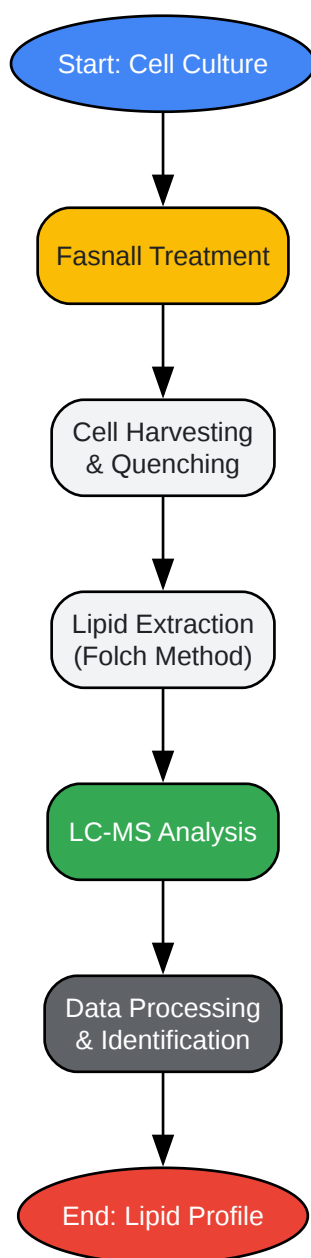 Start: Cell Culture
Fasnall Treatment
Cell Harvesting
& Quenching
Lipid Extraction
(Folch Method)
LC-MS Analysis
Data Processing
& Identification
End: Lipid Profile